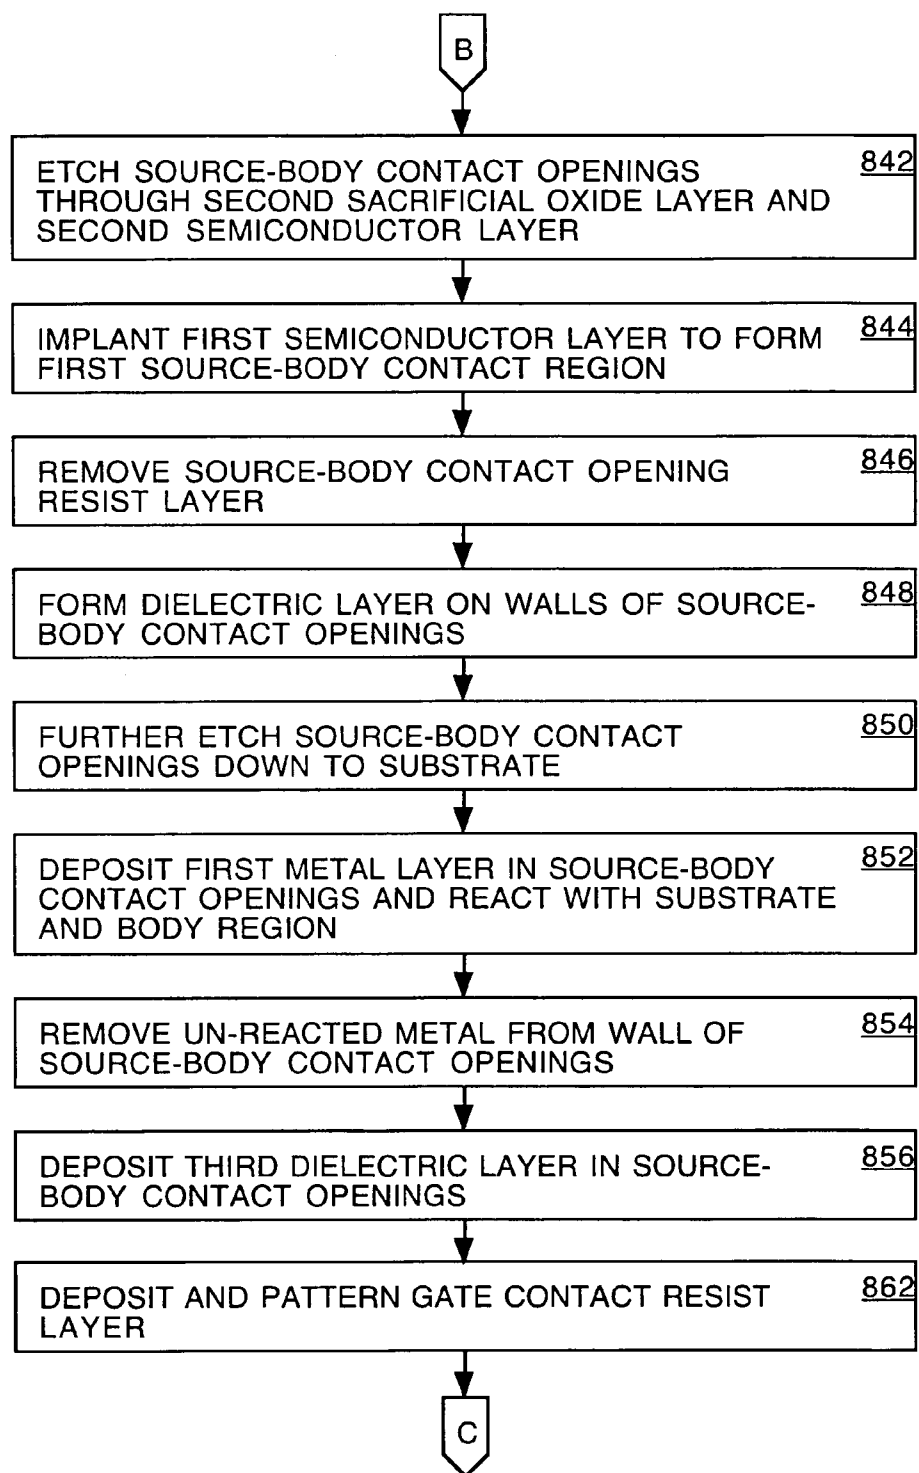 B
ETCH SOURCE-BODY CONTACT OPENINGS 842
THROUGH SECOND SACRIFICIAL OXIDE LAYER AND
SECOND SEMICONDUCTOR LAYER
IMPLANT FIRST SEMICONDUCTOR LAYER TO FORM 844
FIRST SOURCE-BODY CONTACT REGION
REMOVE SOURCE-BODY CONTACT OPENING 846
RESIST LAYER
FORM DIELECTRIC LAYER ON WALLS OF SOURCE- 848
BODY CONTACT OPENINGS
FURTHER ETCH SOURCE-BODY CONTACT 850
OPENINGS DOWN TO SUBSTRATE
DEPOSIT FIRST METAL LAYER IN SOURCE-BODY 852
CONTACT OPENINGS AND REACT WITH SUBSTRATE
AND BODY REGION
REMOVE UN-REACTED METAL FROM WALL OF 854
SOURCE-BODY CONTACT OPENINGS
DEPOSIT THIRD DIELECTRIC LAYER IN SOURCE- 856
BODY CONTACT OPENINGS
DEPOSIT AND PATTERN GATE CONTACT RESIST 862
LAYER
C